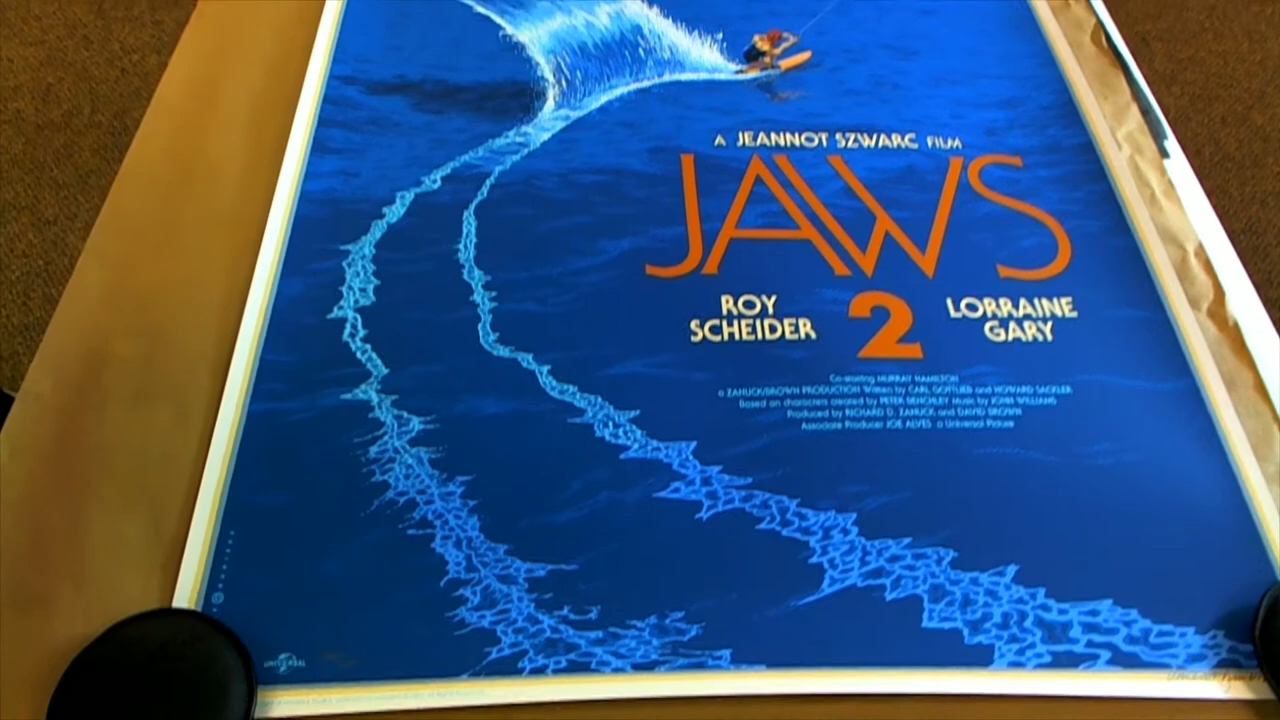 A JEANNOT SZWARC FILM
JAWS
2
ROY
SCHEIDER
LORRAINE
GARY
Co-starring MURRAY HAMILTON
a ZANUCK/BROWN PRODUCTION Written by CARL GOTTLIEB and HOWARD SACKLER
Based on characters created by PETER BENCHLEY Music by JOHN WILLIAMS
Produced by RICHARD D. ZANUCK and DAVID BROWN
Associate Producer JOE ALVES a Universal Picture
UNIVERSAL